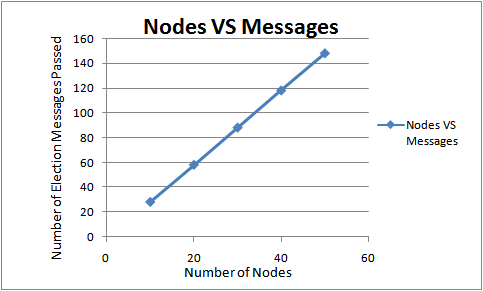 Nodes VS Messages
Number of Election Messages Passed
160
140
120
100
80
60
40
20
0
0 20 40 60
Number of Nodes
Nodes VS
Messages